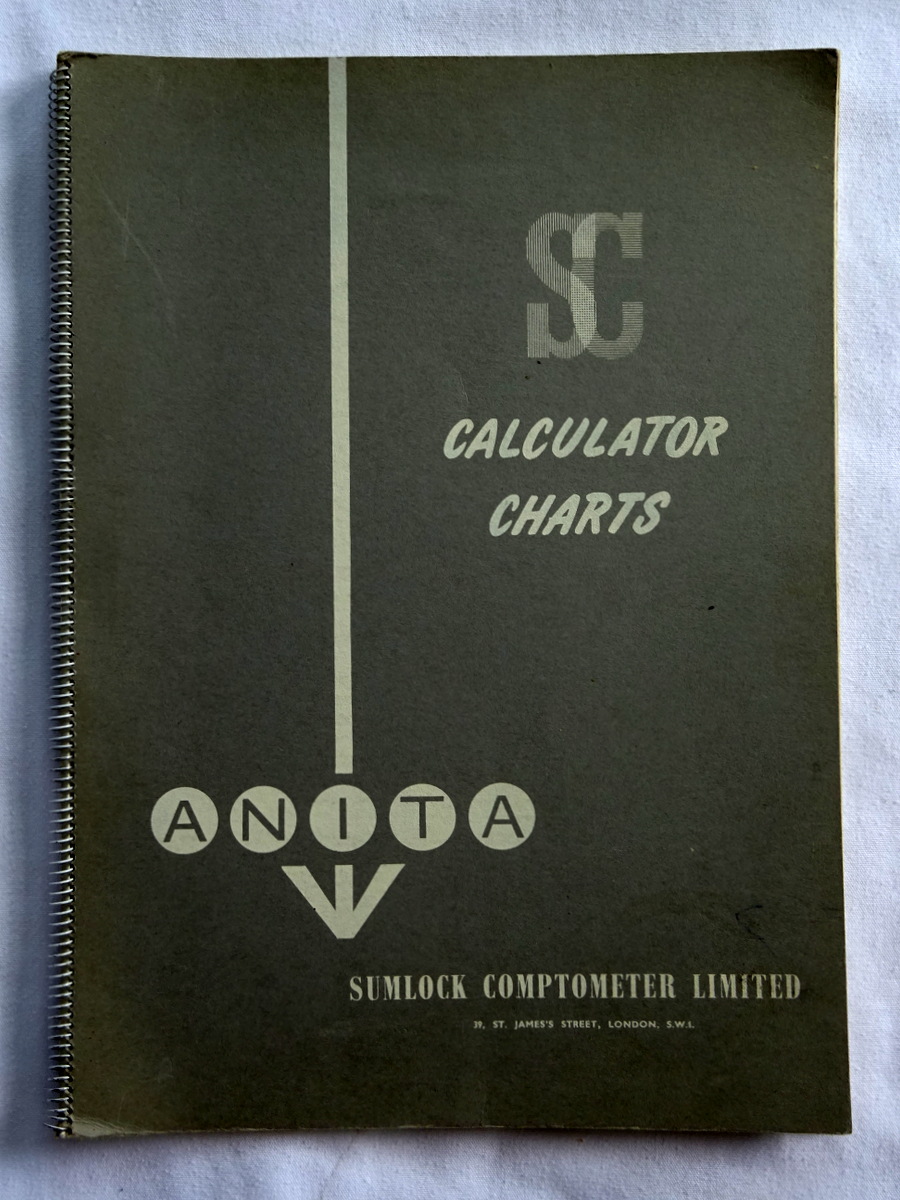 SC
CALCULATOR
CHARTS
ANITA
SUMLOCK COMPTOMETER LIMITED
39, ST. JAMES'S STREET, LONDON, S.W.1.